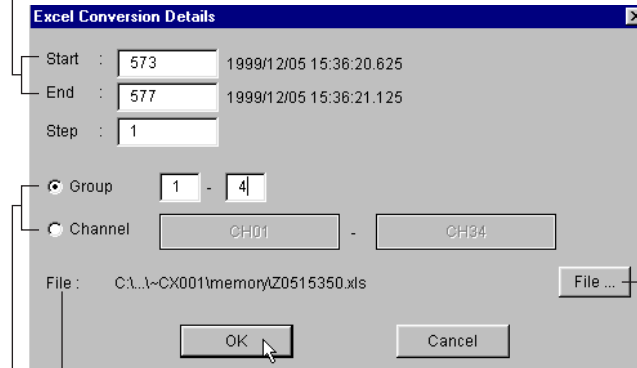 Excel Conversion Details
Start : 573 1999/12/05 15:36:20.625
End : 577 1999/12/05 15:36:21.125
Step : 1
Group 1 - 4
Channel CH01 - CH34
File : C:\...\~CX001\memory\Z0515350.xls File ...
OK Cancel